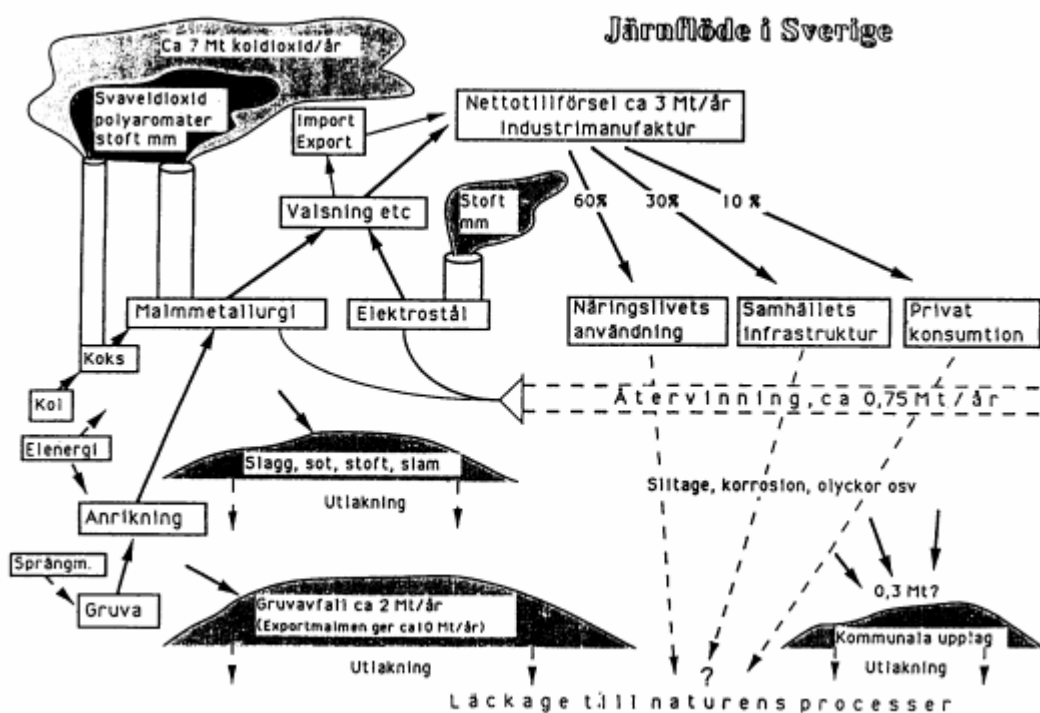 Järnflöde i Sverige
Ca 7 Mt koldioxid/år
Svaveldioxid
polyaromater
stoft mm
Import
Export
Nettotillförsel ca 3 Mt/år
Industrimanufaktur
Valsning etc
Stoft
mm
60%
30%
10 %
Malmmetallurgi
Elektrostål
Näringslivets
användning
Samhällets
infrastruktur
Privat
konsumtion
Koks
Kol
Återvinning, ca 0,75 Mt/år
Elenergi
Slagg, sot, stoft, slam
Utlakning
Slitage, korrosion, olyckor osv
Anrikning
Sprängm.
Gruva
Gruvavfall ca 2 Mt/år
(Exportmalmen ger ca 10 Mt/år)
Utlakning
0,3 Mt?
Kommunala upplag
Utlakning
?
Läckage till naturens processer